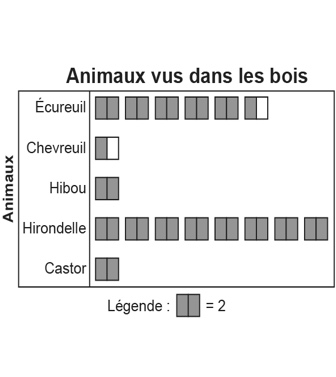 Animaux vus dans les bois
Animaux
Écureuil
Chevreuil
Hibou
Hirondelle
Castor
Légende : = 2